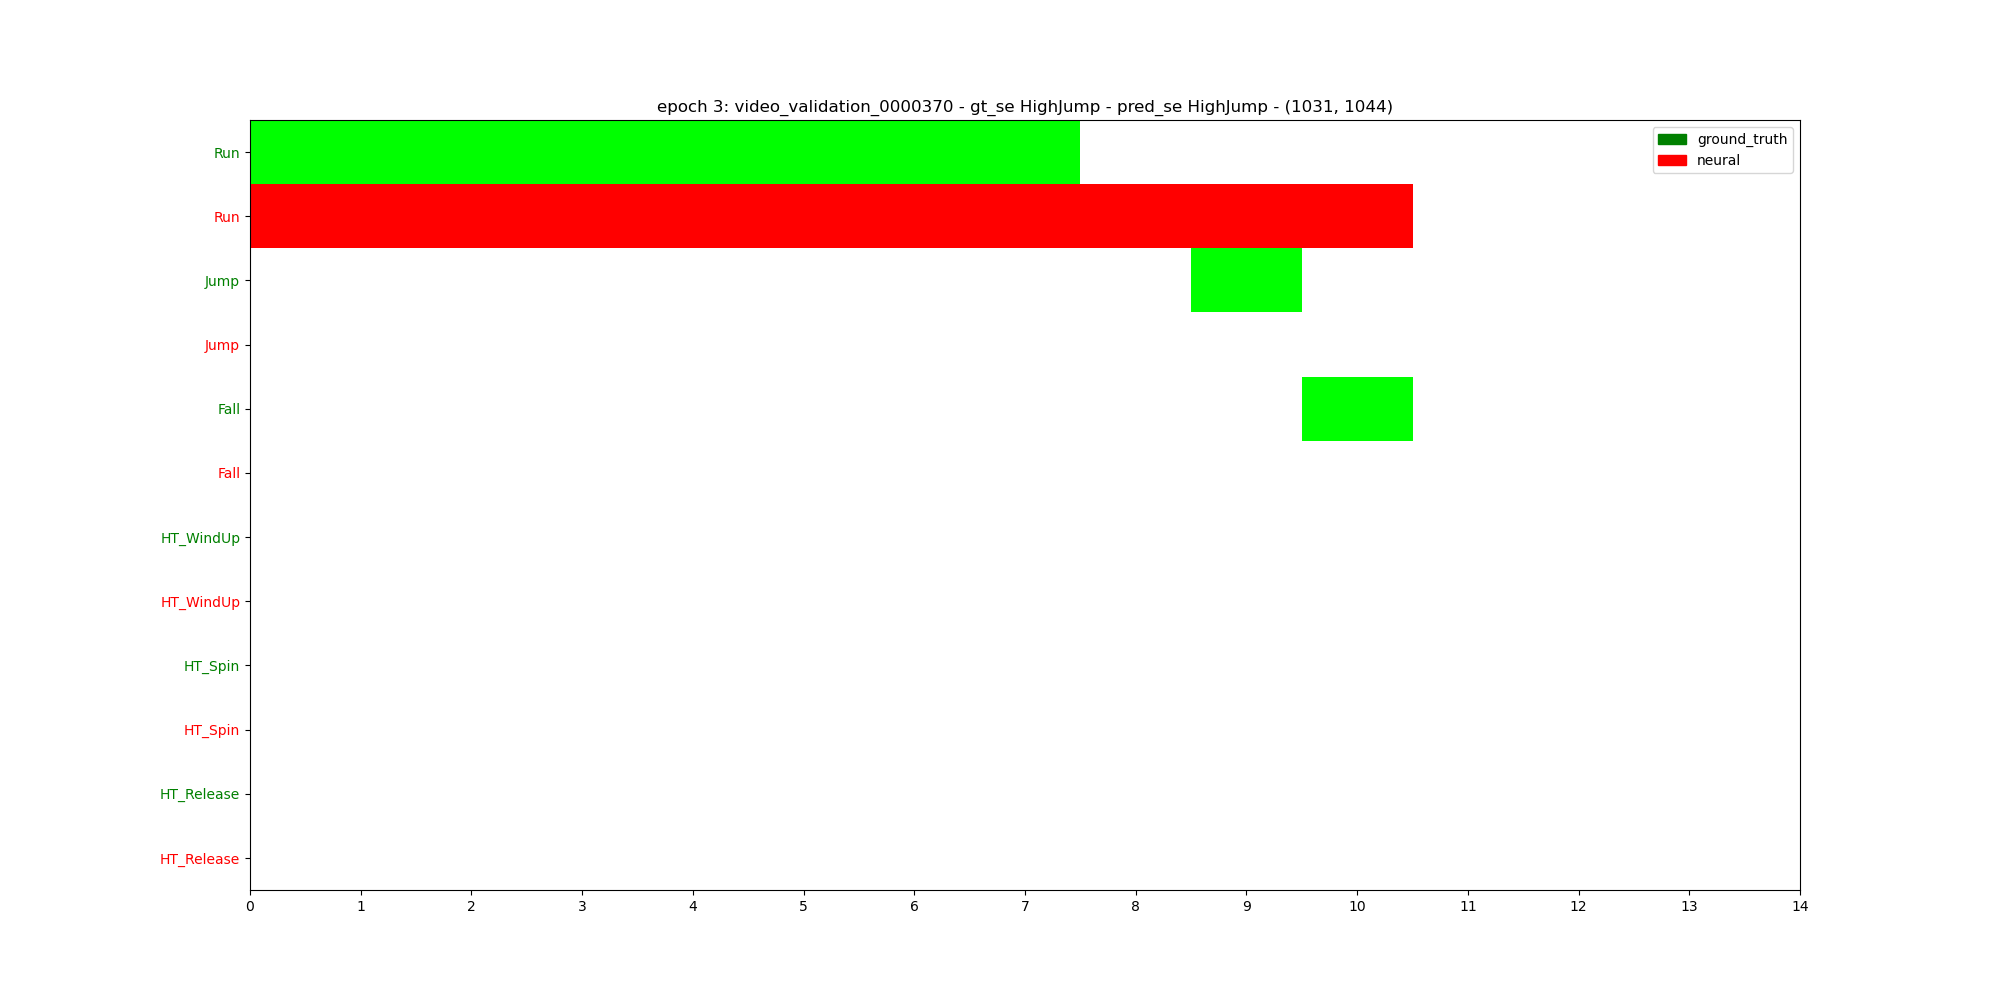 epoch 3: video_validation_0000370 - gt_se HighJump - pred_se HighJump - (1031, 1044)
ground_truth
neural
Run
Run
Jump
Jump
Fall
Fall
HT_WindUp
HT_WindUp
HT_Spin
HT_Spin
HT_Release
HT_Release
0 1 2 3 4 5 6 7 8 9 10 11 12 13 14